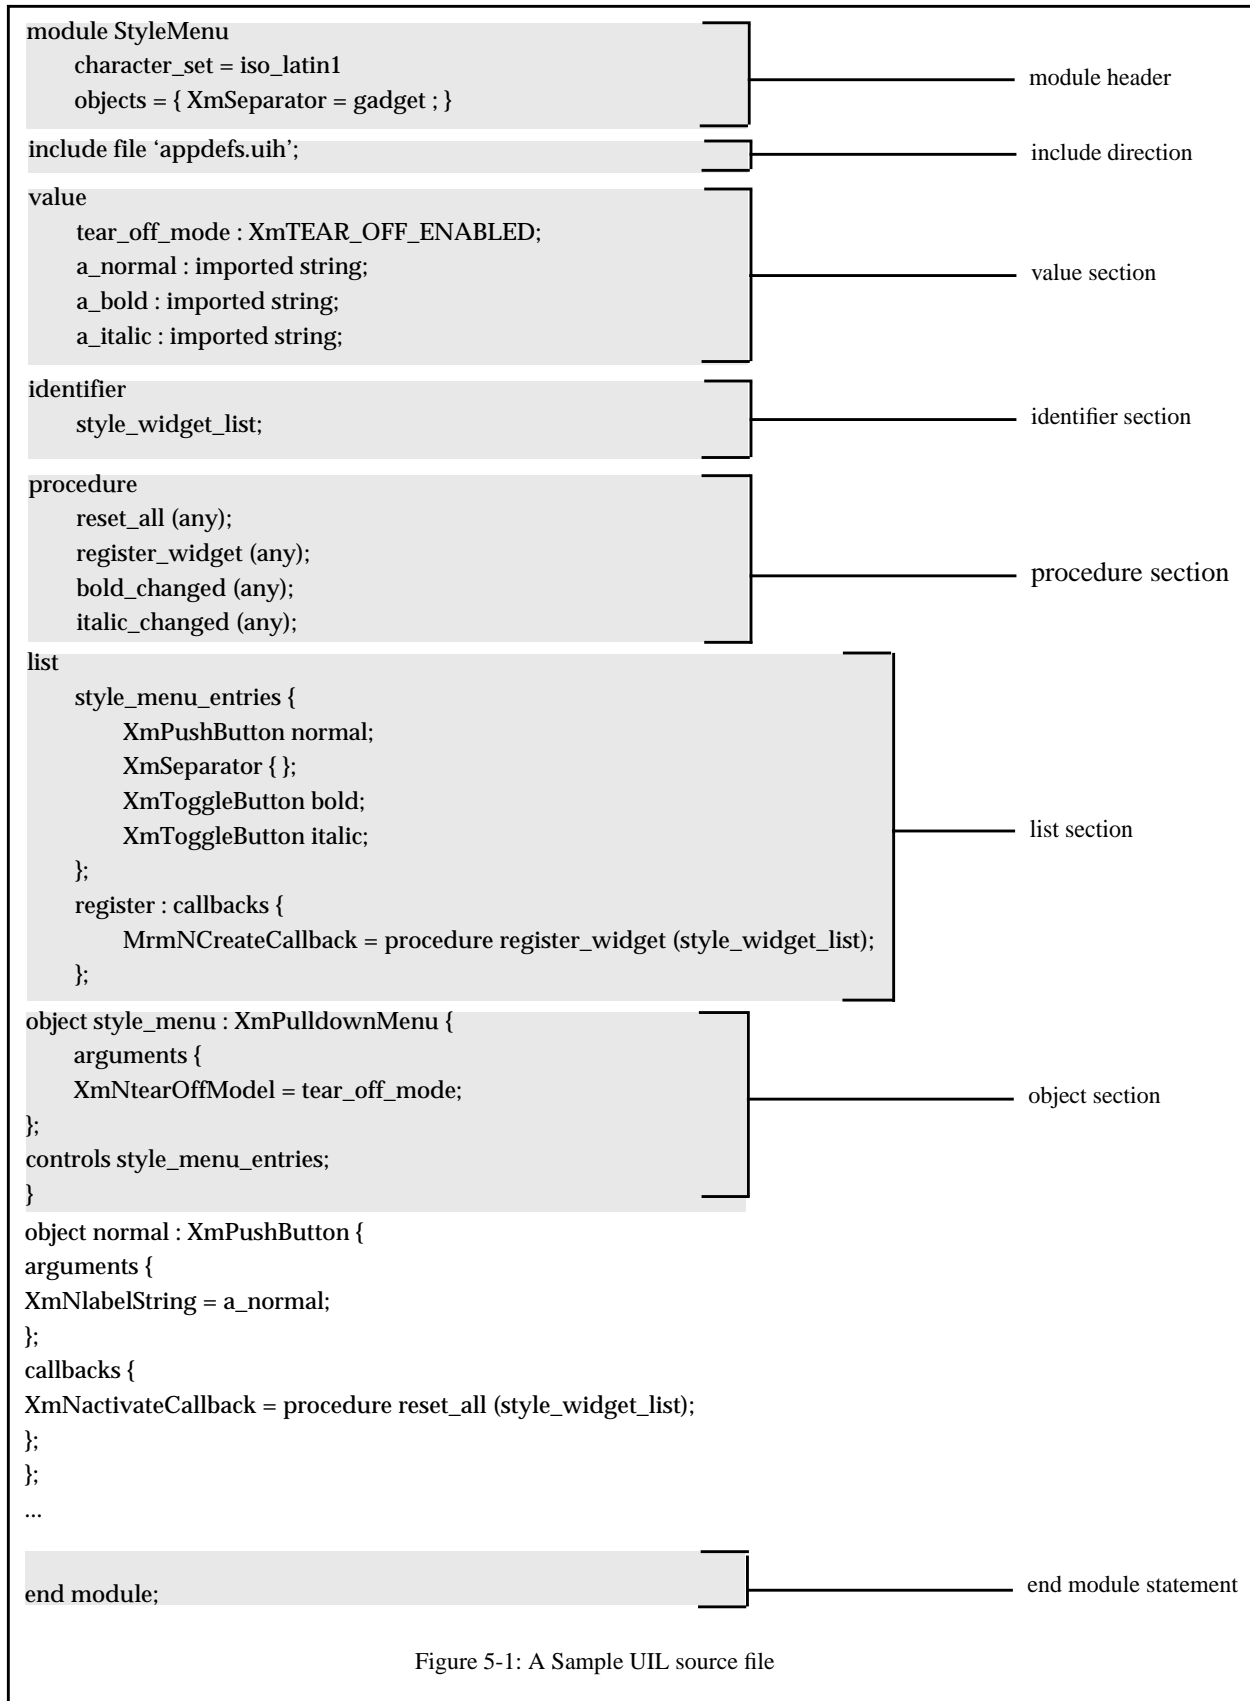 module StyleMenu
character_set = iso_latin1
objects = { XmSeparator = gadget ; }
module header
include file ‘appdefs.uih’;
include direction
value
tear_off_mode : XmTEAR_OFF_ENABLED;
a_normal : imported string;
a_bold : imported string;
a_italic : imported string;
value section
identifier
style_widget_list;
identifier section
procedure
reset_all (any);
register_widget (any);
bold_changed (any);
italic_changed (any);
procedure section
list
style_menu_entries {
XmPushButton normal;
XmSeparator { };
XmToggleButton bold;
XmToggleButton italic;
};
register : callbacks {
MrmNCreateCallback = procedure register_widget (style_widget_list);
};
list section
object style_menu : XmPulldownMenu {
arguments {
XmNtearOffModel = tear_off_mode;
};
controls style_menu_entries;
}
object section
object normal : XmPushButton {
arguments {
XmNlabelString = a_normal;
};
callbacks {
XmNactivateCallback = procedure reset_all (style_widget_list);
};
};
...
end module;
end module statement
Figure 5-1: A Sample UIL source file